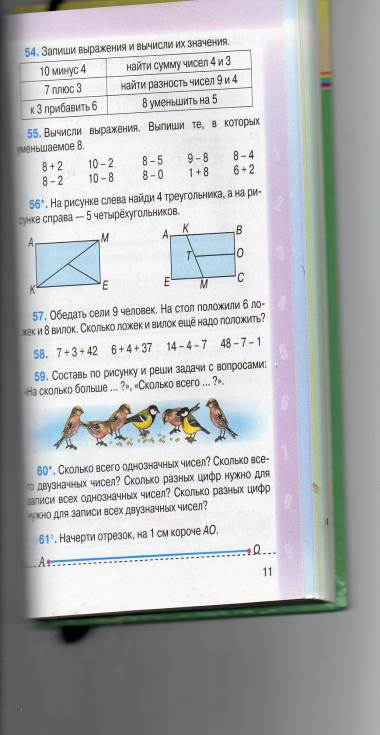 54. Запиши выражения и вычисли их значения.
10 минус 4 найти сумму чисел 4 и 3
7 плюс 3 найти разность чисел 9 и 4
к 3 прибавить 6 8 уменьшить на 5
55. Вычисли выражения. Выпиши те, в которых
уменьшаемое 8.
8 + 2 10 – 2 8 – 5 9 – 8 8 – 4
8 – 2 10 – 8 8 – 0 1 + 8 6 + 2
56*. На рисунке слева найди 4 треугольника, а на ри-
сунке справа — 5 четырёхугольников.
A M K E
A K B T O E M C
57. Обедать сели 9 человек. На стол положили 6 ло-
жек и 8 вилок. Сколько ложек и вилок ещё надо положить?
58. 7 + 3 + 42 6 + 4 + 37 14 – 4 – 7 48 – 7 – 1
59. Составь по рисунку и реши задачи с вопросами:
«На сколько больше ... ?», «Сколько всего ... ?».
60*. Сколько всего однозначных чисел? Сколько все-
го двузначных чисел? Сколько разных цифр нужно для
записи всех однозначных чисел? Сколько разных цифр
нужно для записи всех двузначных чисел?
61°. Начерти отрезок, на 1 см короче АО.
A O
11